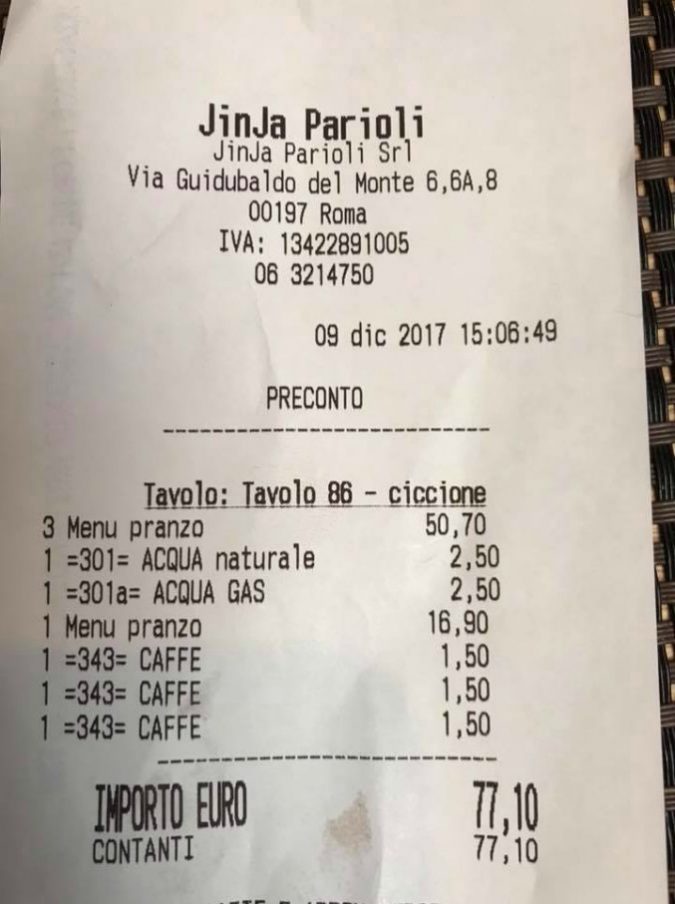 JinJa Parioli
JinJa Parioli Srl
Via Guidubaldo del Monte 6,6A,8
00197 Roma
IVA: 13422891005
06 3214750
09 dic 2017 15:06:49
PRECONTO
Tavolo: Tavolo 86 - ciccione
3 Menu pranzo 50,70
1 =301= ACQUA naturale 2,50
1 =301a= ACQUA GAS 2,50
1 Menu pranzo 16,90
1 =343= CAFFE 1,50
1 =343= CAFFE 1,50
1 =343= CAFFE 1,50
IMPORTO EURO 77,10
CONTANTI 77,10